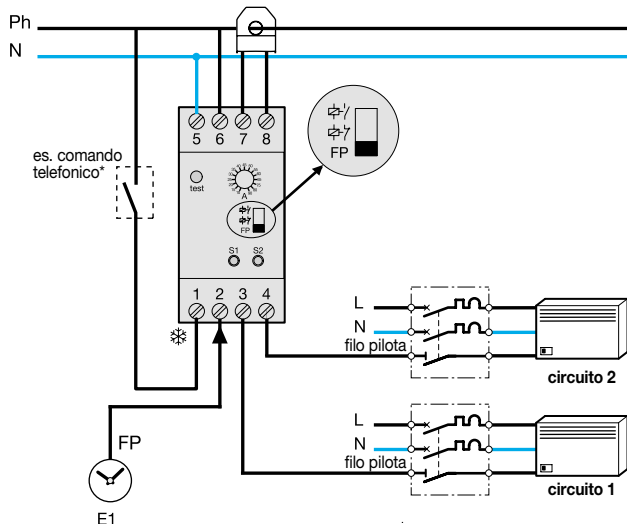 Ph
N
5 6 7 8
es. comando
telefonico*
test
A
FP
FP
S1 S2
1 2 3 4
L
N
filo pilota
circuito 2
L
N
filo pilota
circuito 1
FP
E1